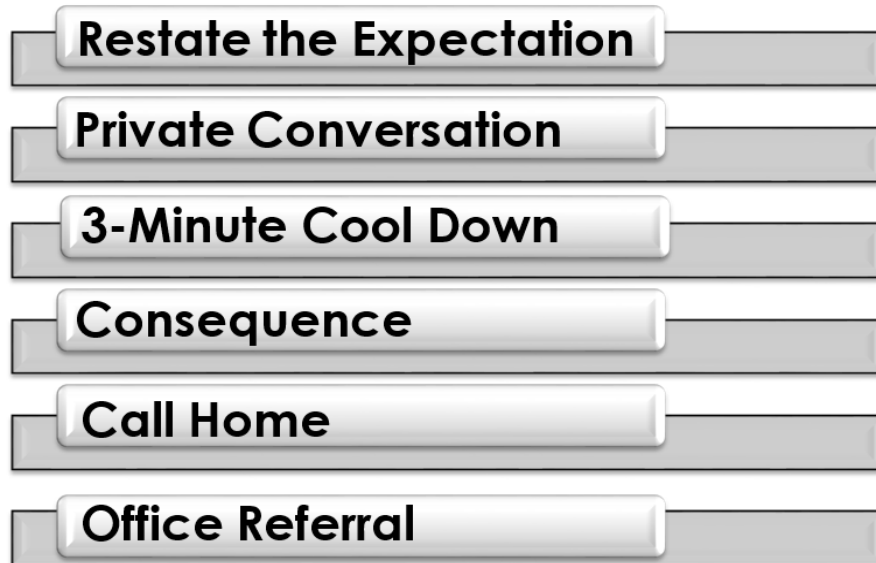 Restate the Expectation
Private Conversation
3-Minute Cool Down
Consequence
Call Home
Office Referral